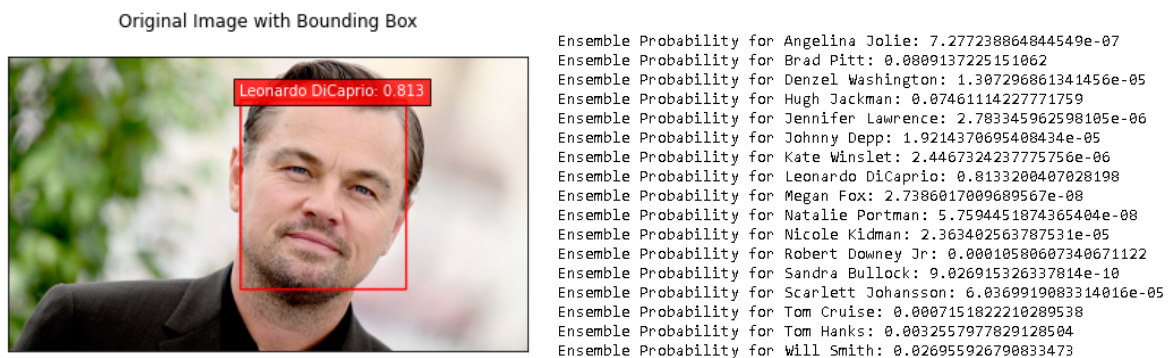 Original Image with Bounding Box
Leonardo DiCaprio: 0.813
Ensemble Probability for Angelina Jolie: 7.277238864844549e-07
Ensemble Probability for Brad Pitt: 0.0809137225151062
Ensemble Probability for Denzel Washington: 1.307296861341456e-05
Ensemble Probability for Hugh Jackman: 0.07461114227771759
Ensemble Probability for Jennifer Lawrence: 2.783345962598105e-06
Ensemble Probability for Johnny Depp: 1.9214370695408434e-05
Ensemble Probability for Kate Winslet: 2.4467324237775756e-06
Ensemble Probability for Leonardo DiCaprio: 0.8133200407028198
Ensemble Probability for Megan Fox: 2.7386017009689567e-08
Ensemble Probability for Natalie Portman: 5.7594451874365404e-08
Ensemble Probability for Nicole Kidman: 2.363402563787531e-05
Ensemble Probability for Robert Downey Jr: 0.00010580607340671122
Ensemble Probability for Sandra Bullock: 9.026915326337814e-10
Ensemble Probability for Scarlett Johansson: 6.0369919083314016e-05
Ensemble Probability for Tom Cruise: 0.0007151822210289538
Ensemble Probability for Tom Hanks: 0.0032557977829128504
Ensemble Probability for Will Smith: 0.026955926790833473